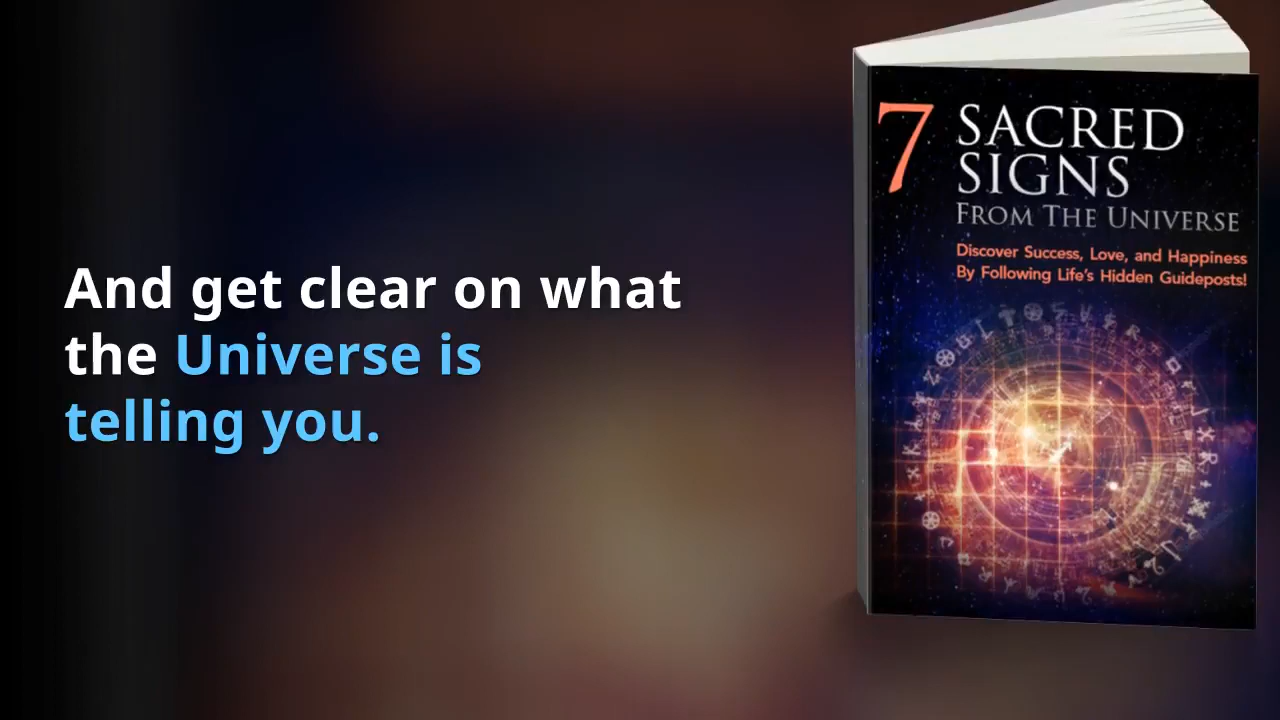 And get clear on what
the Universe is
telling you.
7 SACRED
SIGNS
FROM THE UNIVERSE
Discover Success, Love, and Happiness
By Following Life's Hidden Guideposts!